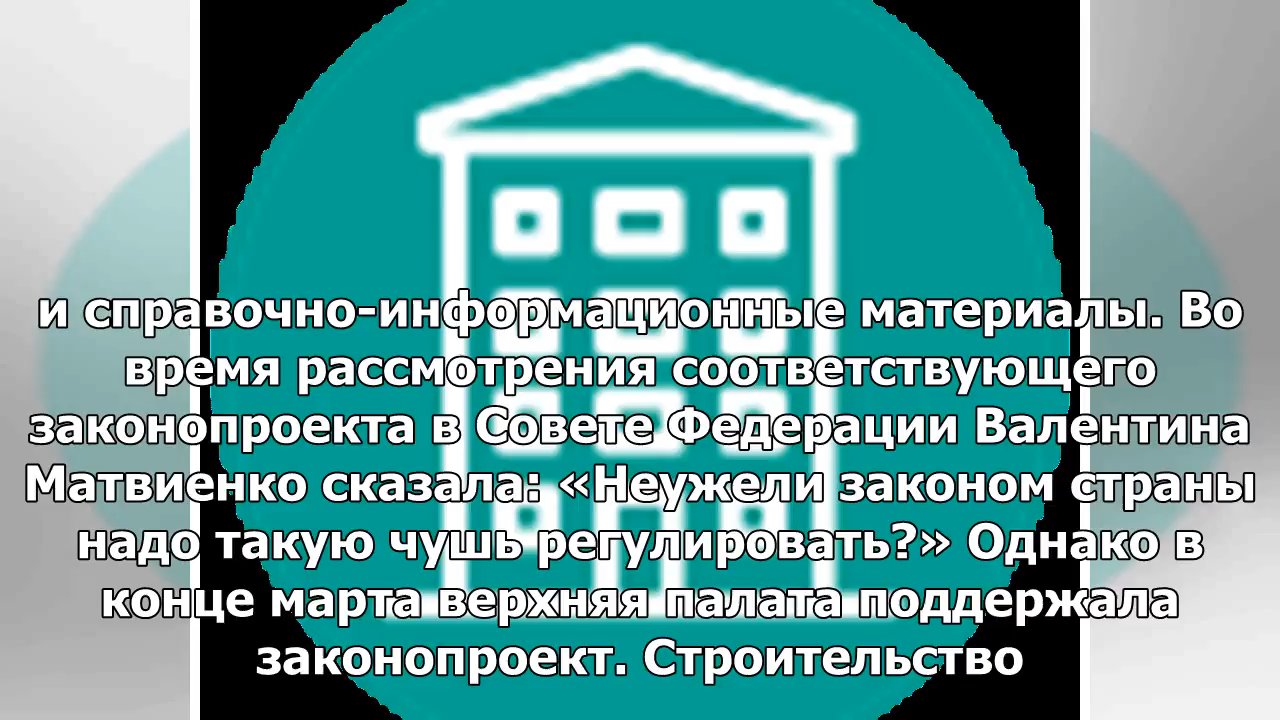 и справочно-информационные материалы. Во
время рассмотрения соответствующего
законопроекта в Совете Федерации Валентина
Матвиенко сказала: «Неужели законом страны
надо такую чушь регулировать?» Однако в
конце марта верхняя палата поддержала
законопроект. Строительство